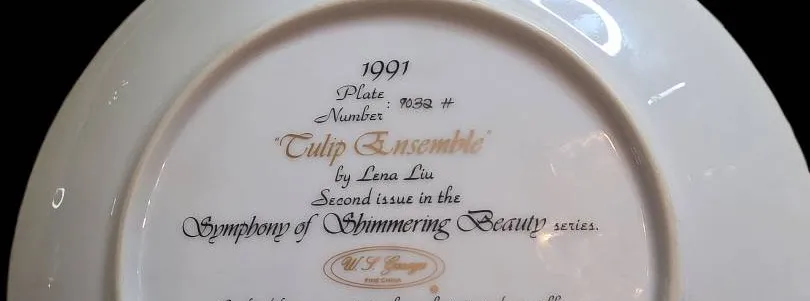 1991
Plate
Number : 9032 #
"Tulip Ensemble"
by Lena Liu
Second issue in the
Symphony of Shimmering Beauty series.
W. S. George
FINE CHINA